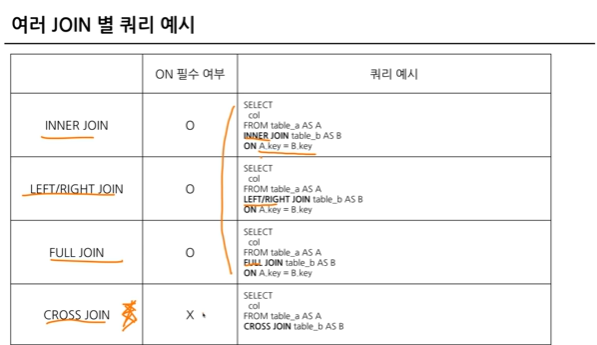 여러 JOIN 별 쿼리 예시
ON 필수 여부
쿼리 예시
INNER JOIN
O
SELECT
col
FROM table_a AS A
INNER JOIN table_b AS B
ON A.key = B.key
LEFT/RIGHT JOIN
O
SELECT
col
FROM table_a AS A
LEFT/RIGHT JOIN table_b AS B
ON A.key = B.key
FULL JOIN
O
SELECT
col
FROM table_a AS A
FULL JOIN table_b AS B
ON A.key = B.key
CROSS JOIN
X
SELECT
col
FROM table_a AS A
CROSS JOIN table_b AS B